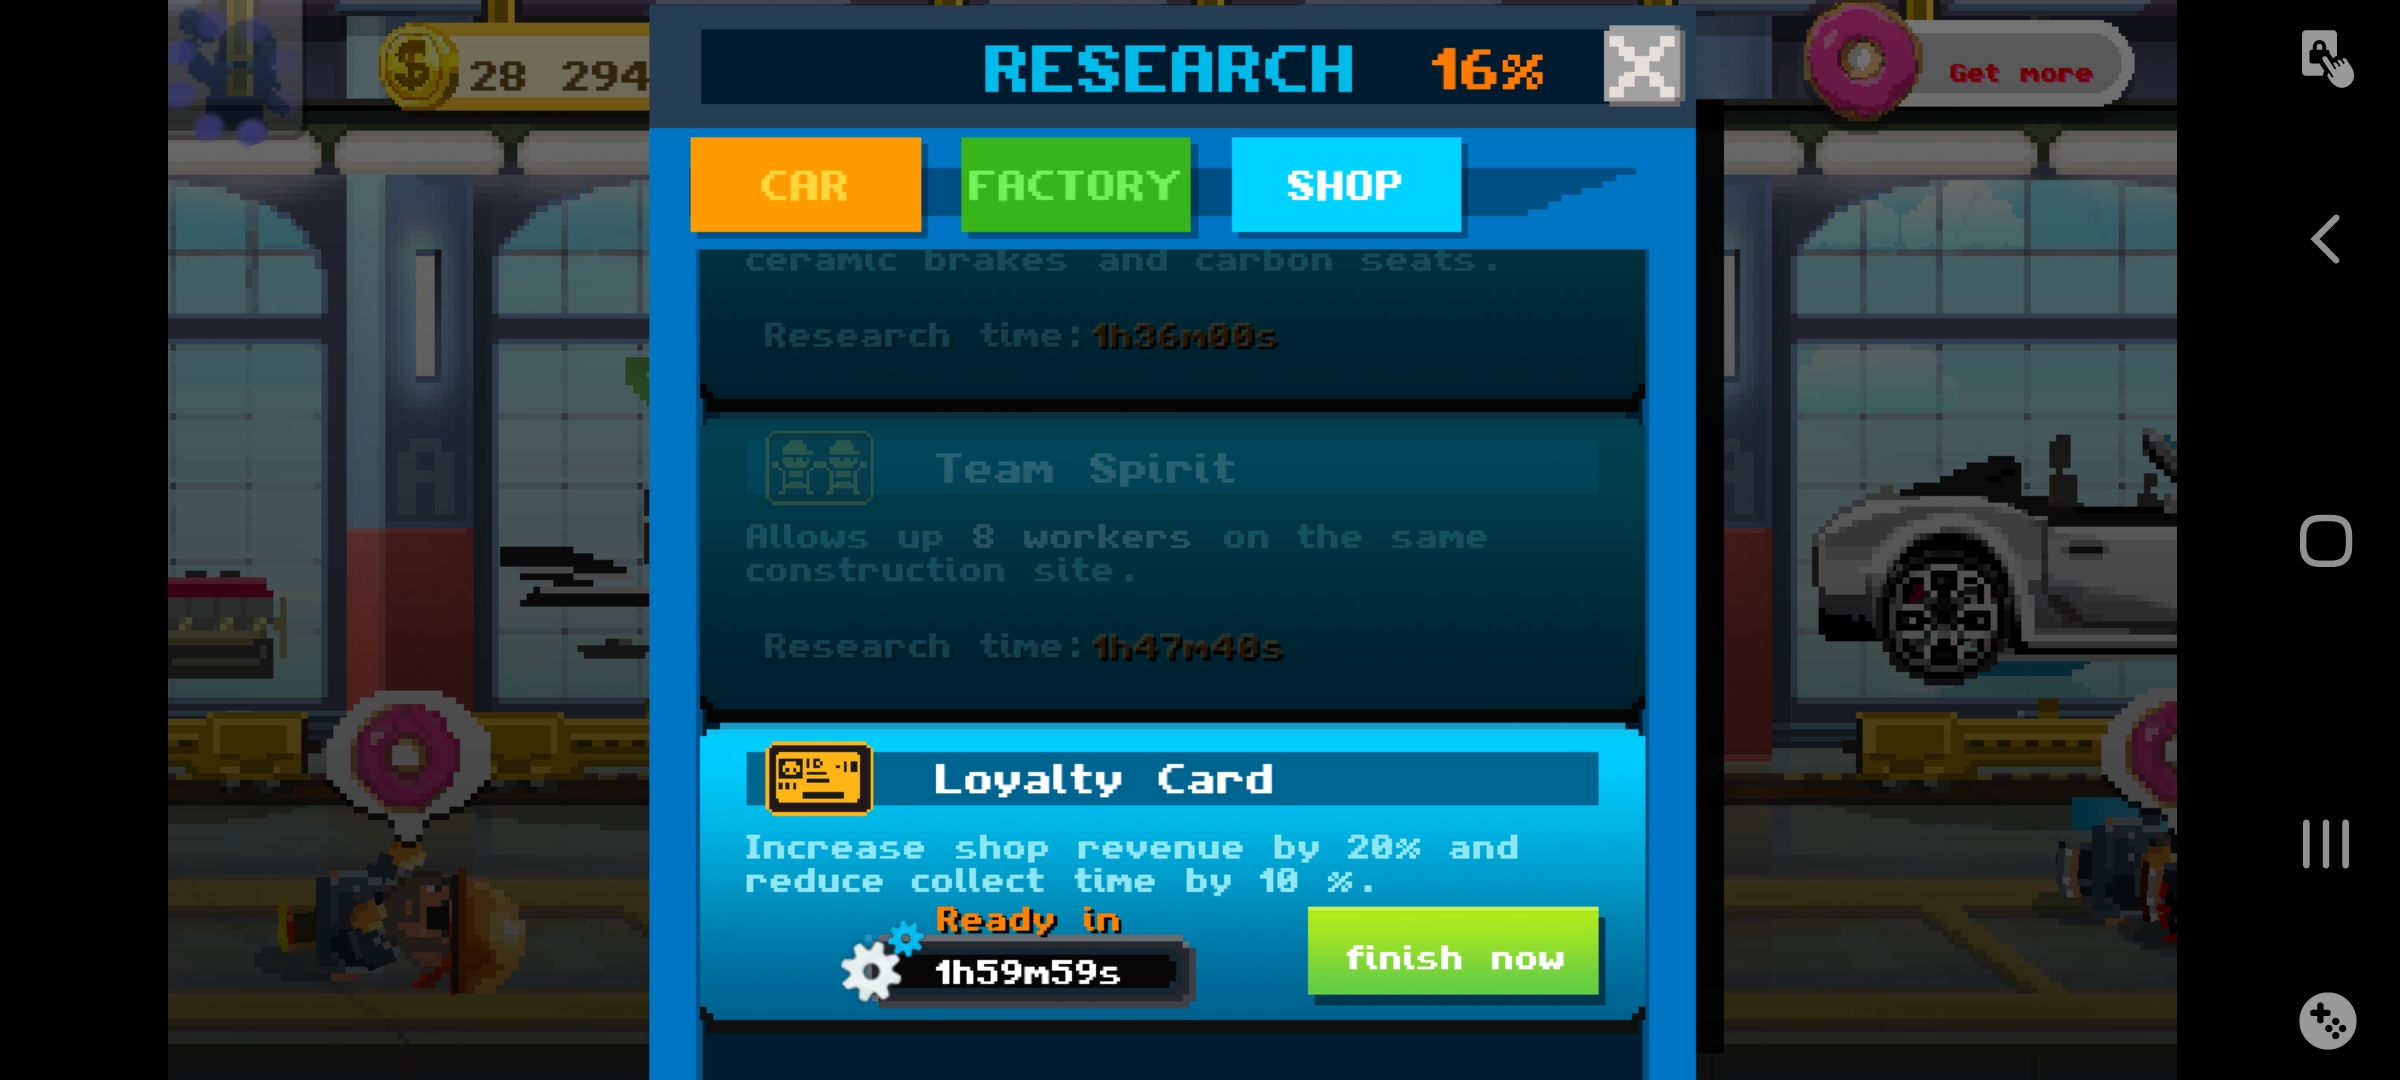 28 294
RESEARCH 16%
Get more
CAR FACTORY SHOP
ceramic brakes and carbon seats.
Research time: 1h36m00s
Team Spirit
Allows up 8 workers on the same
construction site.
Research time: 1h47m40s
Loyalty Card
Increase shop revenue by 20% and
reduce collect time by 10 %.
Ready in
1h59m59s
finish now